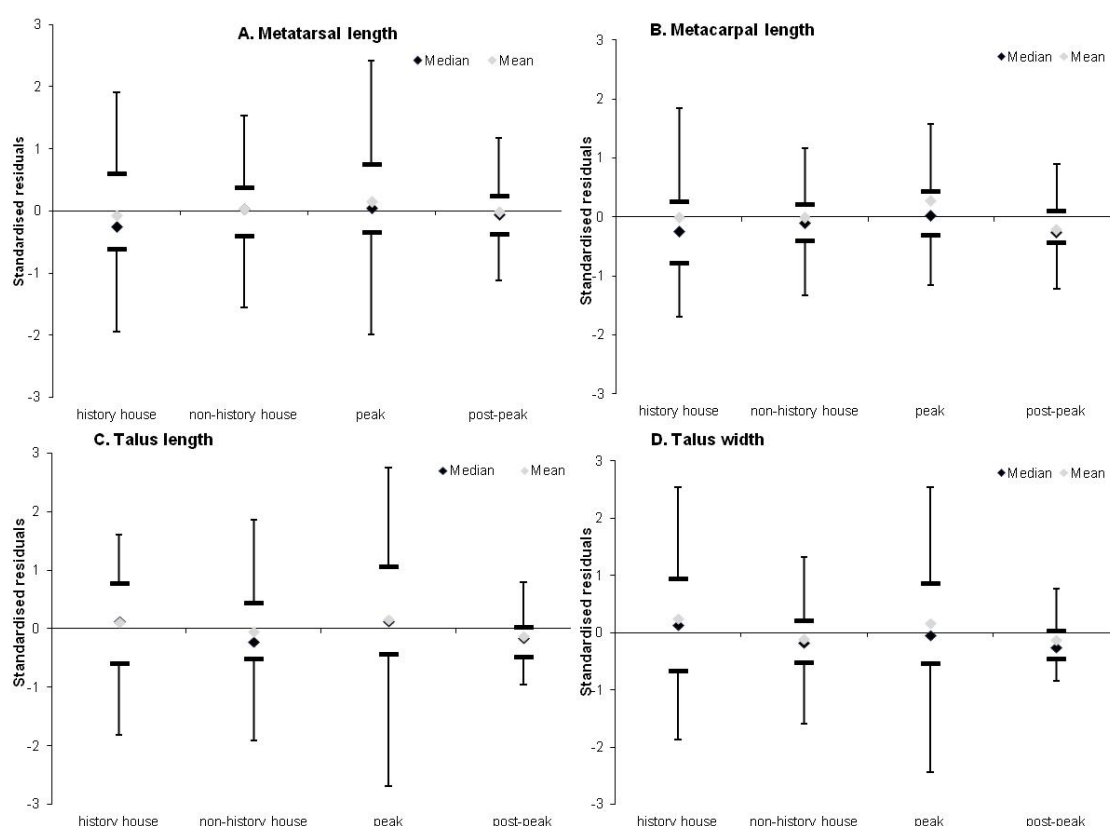 A. Metatarsal length
Median Mean
Standardised residuals
3
2
1
0
-1
-2
-3
history house non-history house peak post-peak
B. Metacarpal length
Median Mean
Standardised residuals
3
2
1
0
-1
-2
-3
history house non-history house peak post-peak
C. Talus length
Median Mean
Standardised residuals
3
2
1
0
-1
-2
-3
history house non-history house peak post-peak
D. Talus width
Median Mean
Standardised residuals
3
2
1
0
-1
-2
-3
history house non-history house peak post-peak